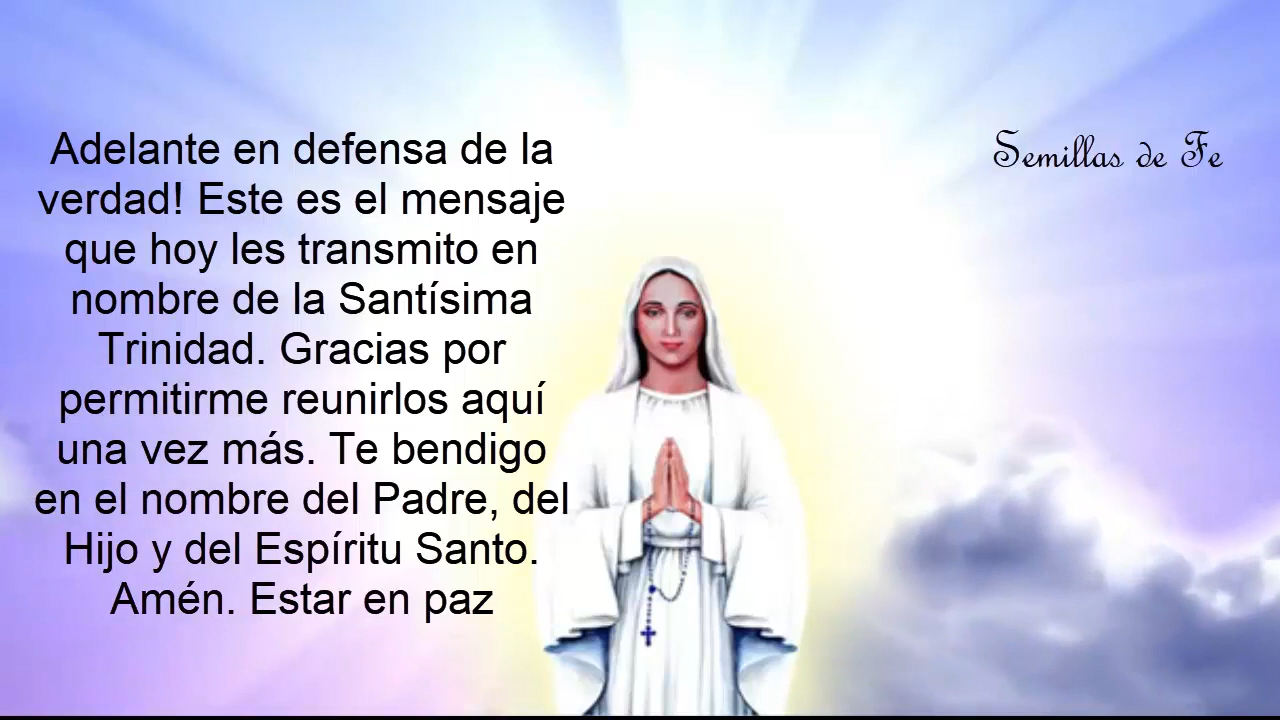 Adelante en defensa de la
verdad! Este es el mensaje
que hoy les transmito en
nombre de la Santísima
Trinidad. Gracias por
permitirme reunirlos aquí
una vez más. Te bendigo
en el nombre del Padre, del
Hijo y del Espíritu Santo.
Amén. Estar en paz
Semillas de Fe